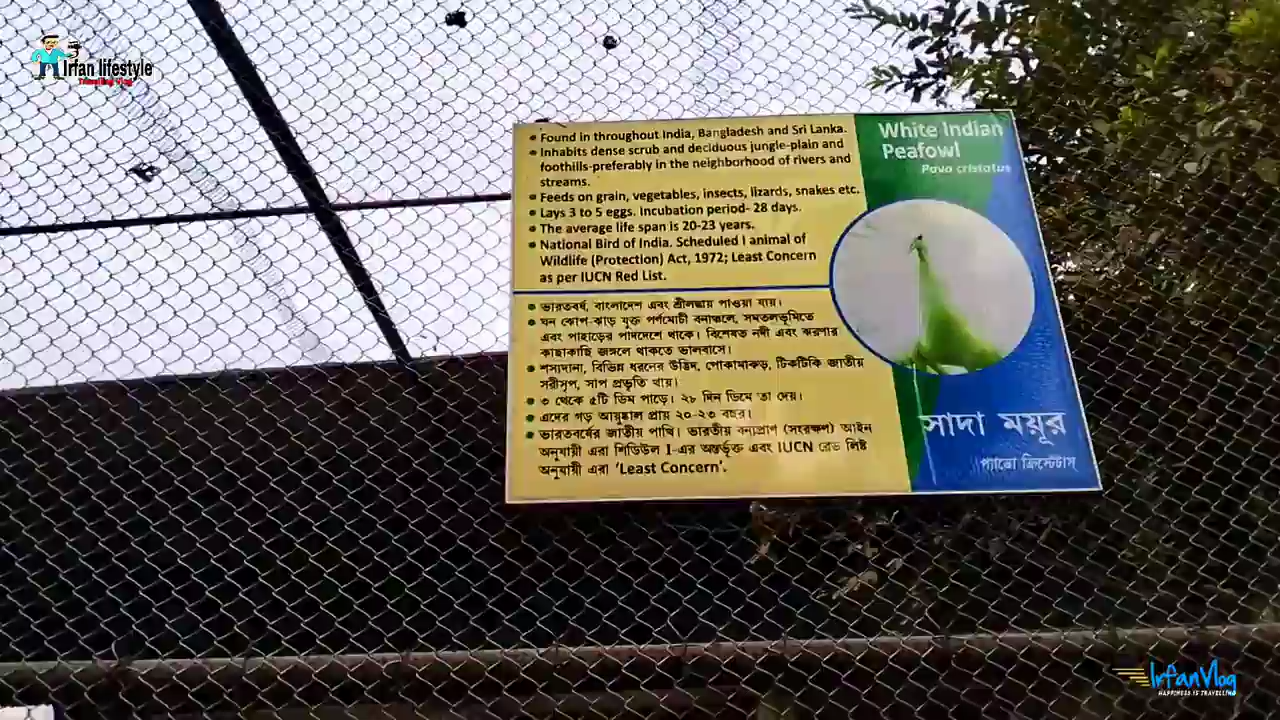 Irfan lifestyle
Travelling Vlog
• Found in throughout India, Bangladesh and Sri Lanka.
• Inhabits dense scrub and deciduous jungle-plain and
foothills-preferably in the neighborhood of rivers and
streams.
• Feeds on grain, vegetables, insects, lizards, snakes etc.
• Lays 3 to 5 eggs. Incubation period- 28 days.
• The average life span is 20-23 years.
• National Bird of India. Scheduled I animal of
Wildlife (Protection) Act, 1972; Least Concern
as per IUCN Red List.
• ভারতবর্ষ, বাংলাদেশ এবং শ্রীলঙ্কায় পাওয়া যায়।
• ঘন ঝোপ-ঝাড় যুক্ত পর্ণমোচী বনাঞ্চলে, সমতলভূমিতে
এবং পাহাড়ের পাদদেশে থাকে। বিশেষত নদী এবং ঝরণার
কাছাকাছি জঙ্গলে থাকতে ভালবাসে।
• শস্যদানা, বিভিন্ন ধরনের উদ্ভিদ, পোকামাকড়, টিকটিকি জাতীয়
সরীসৃপ, সাপ প্রভৃতি খায়।
• ৩ থেকে ৫টি ডিম পাড়ে। ২৮ দিন ডিমে তা দেয়।
• এদের গড় আয়ুষ্কাল প্রায় ২০-২৩ বছর।
• ভারতবর্ষের জাতীয় পাখি। ভারতীয় বন্যপ্রাণ (সংরক্ষণ) আইন
অনুযায়ী এরা শিডিউল I-এর অন্তর্ভূক্ত এবং IUCN রেড লিষ্ট
অনুযায়ী এরা ‘Least Concern’.
White Indian
Peafowl
Pavo cristatus
সাদা ময়ূর
প্যাভো ক্রিস্টেটাস
IrfanVlog
HAPPINESS IS TRAVELLING